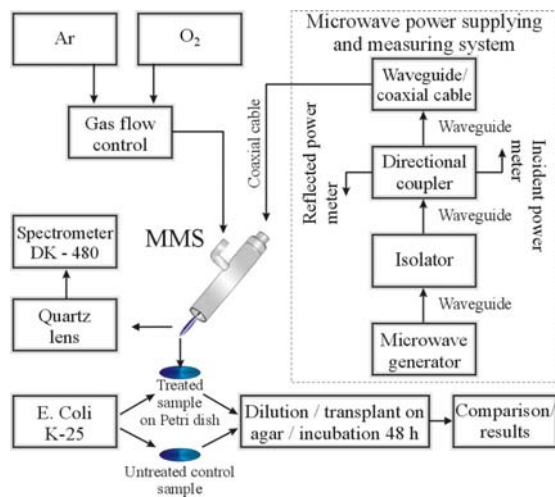 Ar
O2
Gas flow
control
Microwave power supplying
and measuring system
Waveguide/
coaxial cable
Coaxial cable
Waveguide
Reflected power
meter
Directional
coupler
Incident power
meter
Waveguide
Isolator
Waveguide
Microwave
generator
MMS
Spectrometer
DK - 480
Quartz
lens
E. Coli
K-25
Treated
sample
on Petri dish
Untreated control
sample
Dilution / transplant on
agar / incubation 48 h
Comparison/
results